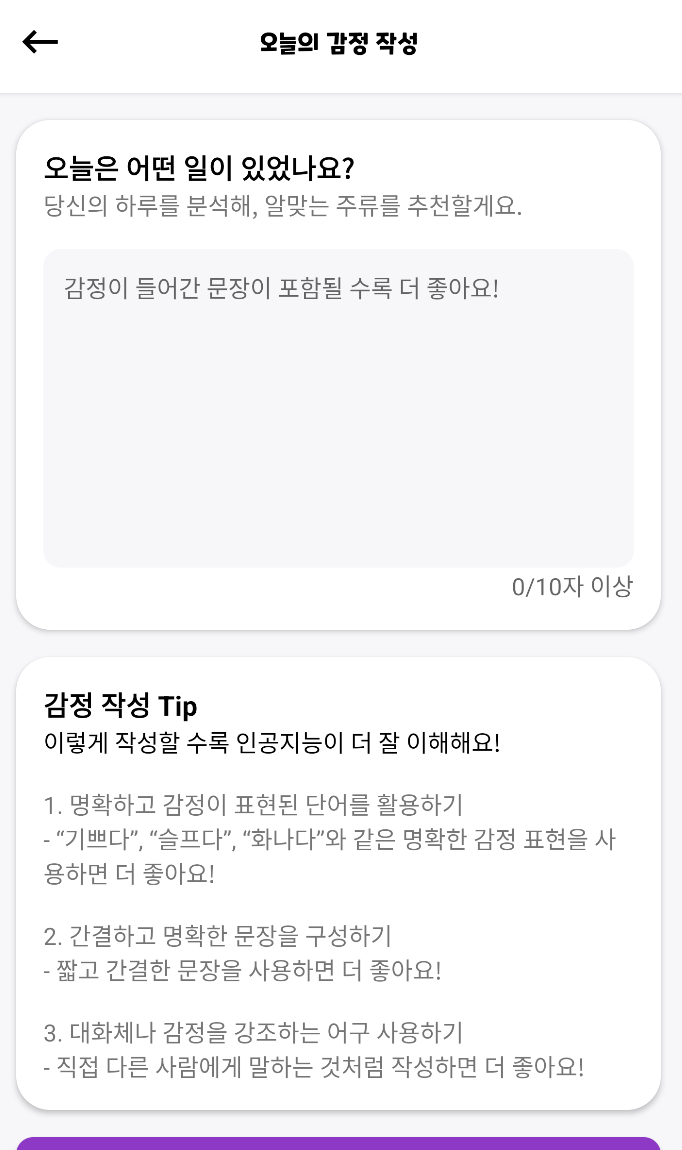 오늘의 감정 작성
오늘은 어떤 일이 있었나요?
당신의 하루를 분석해, 알맞는 주류를 추천할게요.
감정이 들어간 문장이 포함될 수록 더 좋아요!
0/10자 이상
감정 작성 Tip
이렇게 작성할 수록 인공지능이 더 잘 이해해요!
1. 명확하고 감정이 표현된 단어를 활용하기
- “기쁘다”, “슬프다”, “화나다”와 같은 명확한 감정 표현을 사
용하면 더 좋아요!
2. 간결하고 명확한 문장을 구성하기
- 짧고 간결한 문장을 사용하면 더 좋아요!
3. 대화체나 감정을 강조하는 어구 사용하기
- 직접 다른 사람에게 말하는 것처럼 작성하면 더 좋아요!